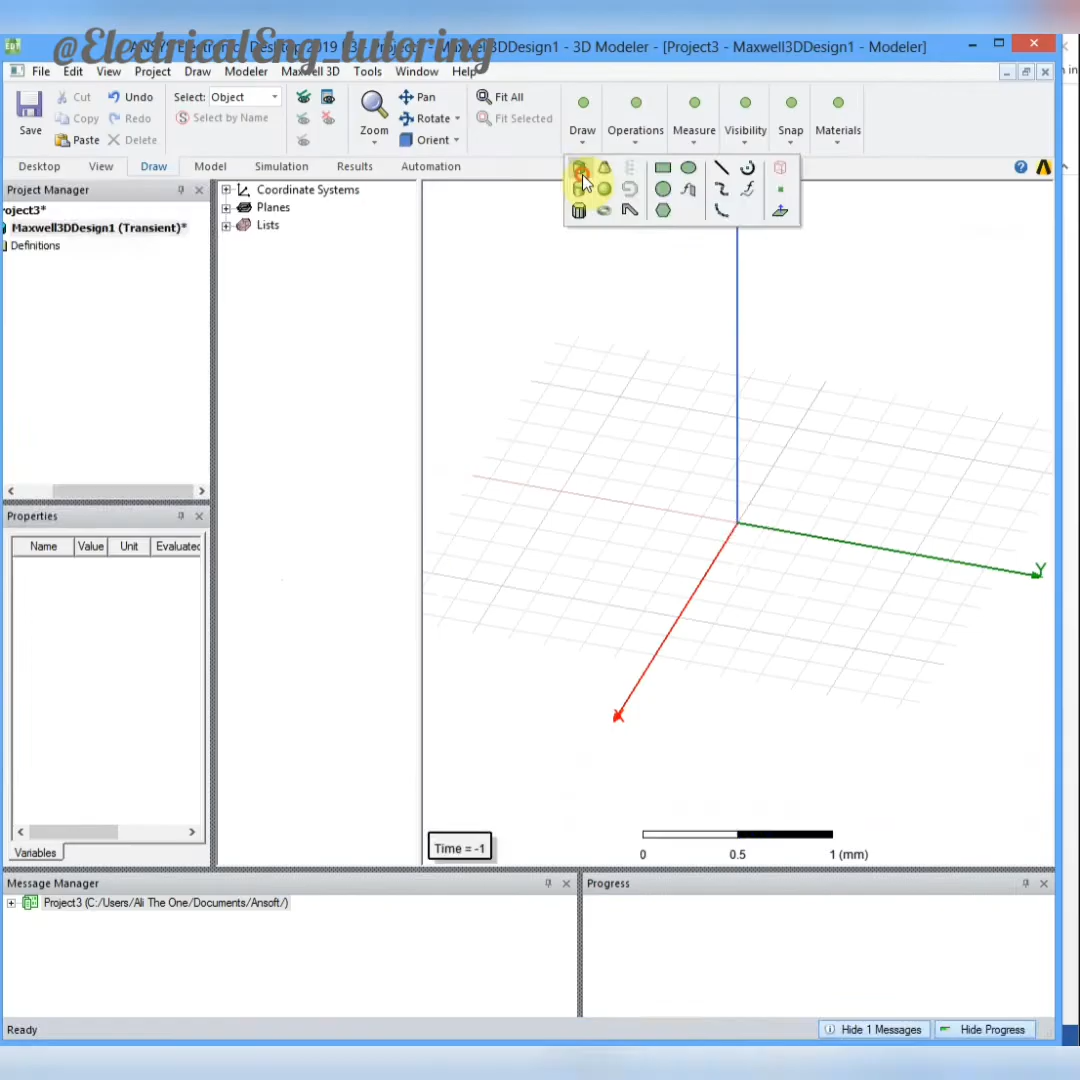 @ElectricalEng_tutoring
- Maxwell3DDesign1 - 3D Modeler - [Project3 - Maxwell3DDesign1 - Modeler]
File Edit View Project Draw Modeler Maxwell 3D Tools Window Help
Save
Cut
Copy
Paste
Undo
Redo
Delete
Select: Object
Select by Name
Zoom
Pan
Rotate
Orient
Fit All
Fit Selected
Draw Operations Measure Visibility Snap Materials
Desktop View Draw Model Simulation Results Automation
Project Manager
roject3*
Maxwell3DDesign1 (Transient)*
Definitions
Coordinate Systems
Planes
Lists
Properties
Name Value Unit Evaluated
Variables
Y
X
Time = -1
0 0.5 1 (mm)
Message Manager
Project3 (C:/Users/Ali The One/Documents/Ansoft/)
Progress
Ready
Hide 1 Messages
Hide Progress